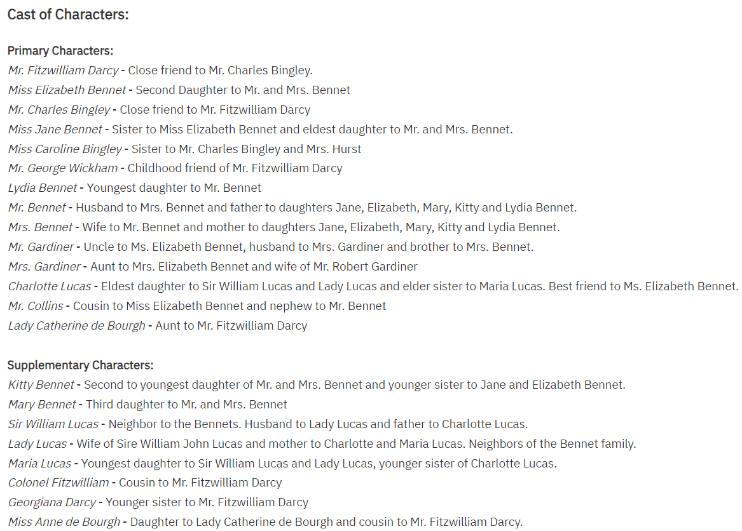 Cast of Characters:
Primary Characters:
Mr. Fitzwilliam Darcy - Close friend to Mr. Charles Bingley.
Miss Elizabeth Bennet - Second Daughter to Mr. and Mrs. Bennet
Mr. Charles Bingley - Close friend to Mr. Fitzwilliam Darcy
Miss Jane Bennet - Sister to Miss Elizabeth Bennet and eldest daughter to Mr. and Mrs. Bennet.
Miss Caroline Bingley - Sister to Mr. Charles Bingley and Mrs. Hurst
Mr. George Wickham - Childhood friend of Mr. Fitzwilliam Darcy
Lydia Bennet - Youngest daughter to Mr. Bennet
Mr. Bennet - Husband to Mrs. Bennet and father to daughters Jane, Elizabeth, Mary, Kitty and Lydia Bennet.
Mrs. Bennet - Wife to Mr. Bennet and mother to daughters Jane, Elizabeth, Mary, Kitty and Lydia Bennet.
Mr. Gardiner - Uncle to Ms. Elizabeth Bennet, husband to Mrs. Gardiner and brother to Mrs. Bennet.
Mrs. Gardiner - Aunt to Mrs. Elizabeth Bennet and wife of Mr. Robert Gardiner
Charlotte Lucas - Eldest daughter to Sir William Lucas and Lady Lucas and elder sister to Maria Lucas. Best friend to Ms. Elizabeth Bennet.
Mr. Collins - Cousin to Miss Elizabeth Bennet and nephew to Mr. Bennet
Lady Catherine de Bourgh - Aunt to Mr. Fitzwilliam Darcy
Supplementary Characters:
Kitty Bennet - Second to youngest daughter of Mr. and Mrs. Bennet and younger sister to Jane and Elizabeth Bennet.
Mary Bennet - Third daughter to Mr. and Mrs. Bennet
Sir William Lucas - Neighbor to the Bennets. Husband to Lady Lucas and father to Charlotte Lucas.
Lady Lucas - Wife of Sire William John Lucas and mother to Charlotte and Maria Lucas. Neighbors of the Bennet family.
Maria Lucas - Youngest daughter to Sir William Lucas and Lady Lucas, younger sister of Charlotte Lucas.
Colonel Fitzwilliam - Cousin to Mr. Fitzwilliam Darcy
Georgiana Darcy - Younger sister to Mr. Fitzwilliam Darcy
Miss Anne de Bourgh - Daughter to Lady Catherine de Bourgh and cousin to Mr. Fitzwilliam Darcy.